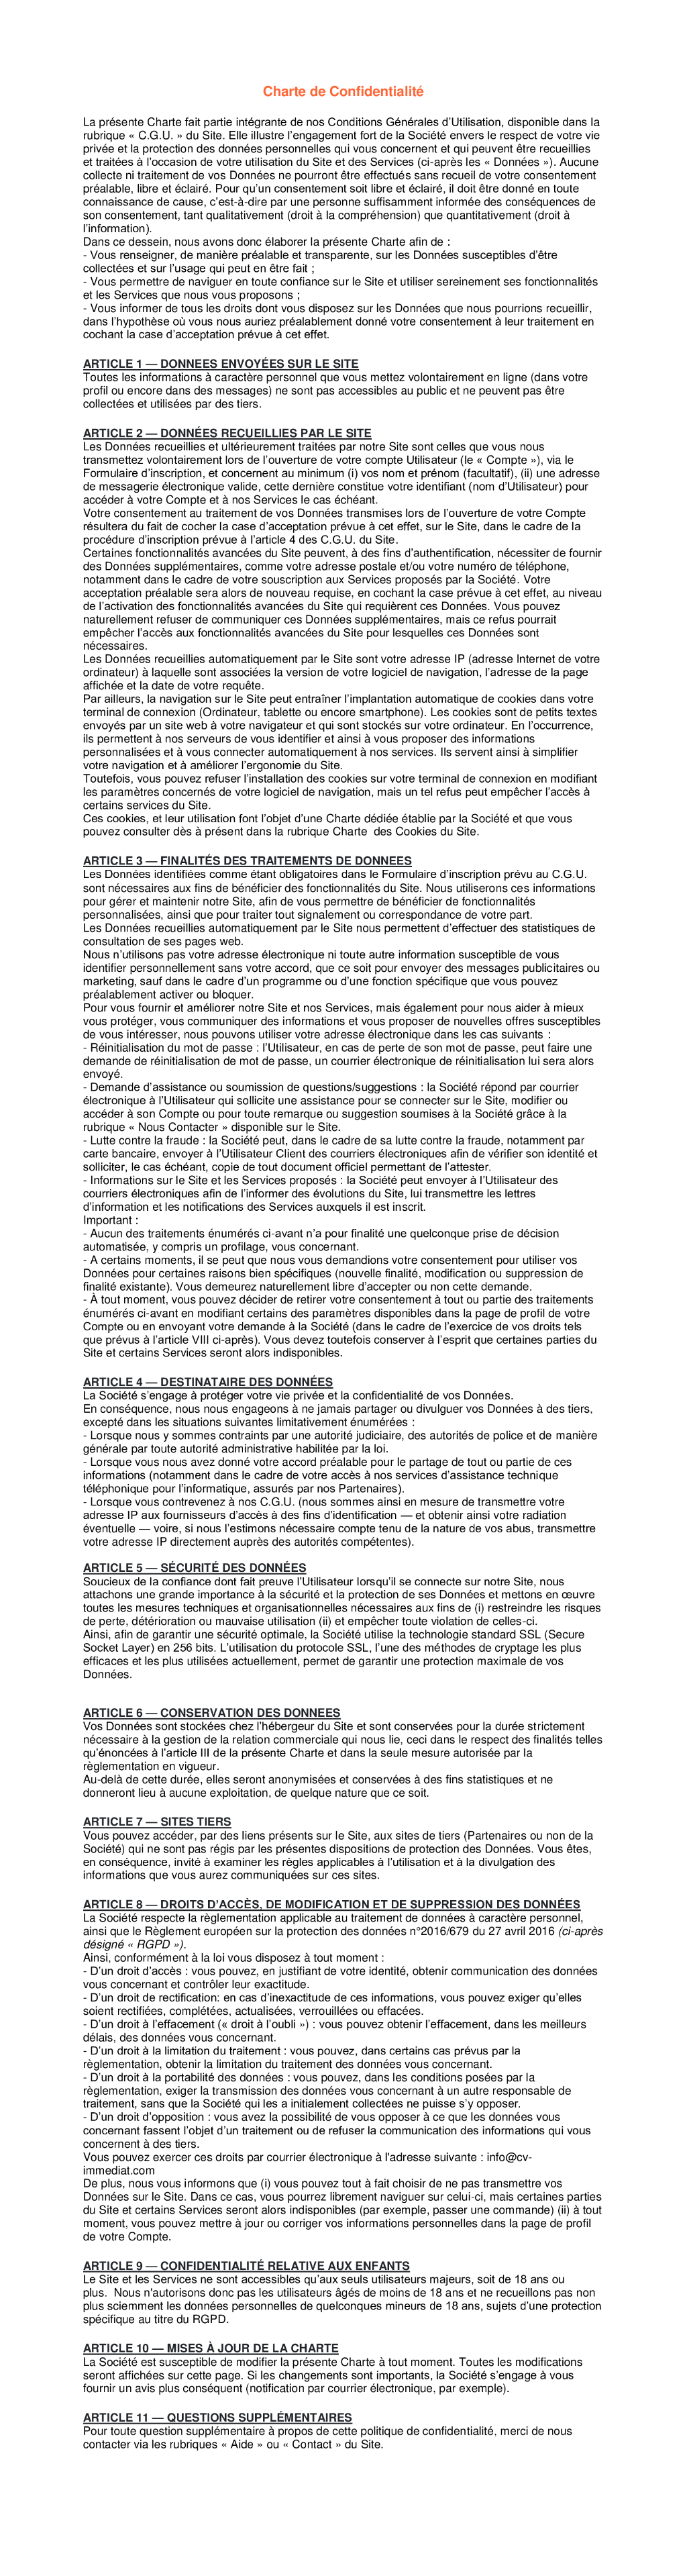 Charte de Confidentialité
La présente Charte fait partie intégrante de nos Conditions Générales d'Utilisation, disponible dans la
rubrique « C.G.U. » du Site. Elle illustre l'engagement fort de la Société envers le respect de votre vie
privée et la protection des données personnelles qui vous concernent et qui peuvent être recueillies
et traitées à l'occasion de votre utilisation du Site et des Services (ci-après les « Données »). Aucune
collecte ni traitement de vos Données ne pourront être effectués sans recueil de votre consentement
préalable, libre et éclairé. Pour qu'un consentement soit libre et éclairé, il doit être donné en toute
connaissance de cause, c'est-à-dire par une personne suffisamment informée des conséquences de
son consentement, tant qualitativement (droit à la compréhension) que quantitativement (droit à
l'information).
Dans ce dessein, nous avons donc élaborer la présente Charte afin de :
- Vous renseigner, de manière préalable et transparente, sur les Données susceptibles d'être
collectées et sur l'usage qui peut en être fait ;
- Vous permettre de naviguer en toute confiance sur le Site et utiliser sereinement ses fonctionnalités
et les Services que nous vous proposons ;
- Vous informer de tous les droits dont vous disposez sur les Données que nous pourrions recueillir,
dans l'hypothèse où vous nous auriez préalablement donné votre consentement à leur traitement en
cochant la case d'acceptation prévue à cet effet.
ARTICLE 1 — DONNEES ENVOYÉES SUR LE SITE
Toutes les informations à caractère personnel que vous mettez volontairement en ligne (dans votre
profil ou encore dans des messages) ne sont pas accessibles au public et ne peuvent pas être
collectées et utilisées par des tiers.
ARTICLE 2 — DONNÉES RECUEILLIES PAR LE SITE
Les Données recueillies et ultérieurement traitées par notre Site sont celles que vous nous
transmettez volontairement lors de l'ouverture de votre compte Utilisateur (le « Compte »), via le
Formulaire d'inscription, et concernent au minimum (i) vos nom et prénom (facultatif), (ii) une adresse
de messagerie électronique valide, cette dernière constitue votre identifiant (nom d'Utilisateur) pour
accéder à votre Compte et à nos Services le cas échéant.
Votre consentement au traitement de vos Données transmises lors de l'ouverture de votre Compte
résultera du fait de cocher la case d'acceptation prévue à cet effet, sur le Site, dans le cadre de la
procédure d'inscription prévue à l'article 4 des C.G.U. du Site.
Certaines fonctionnalités avancées du Site peuvent, à des fins d'authentification, nécessiter de fournir
des Données supplémentaires, comme votre adresse postale et/ou votre numéro de téléphone,
notamment dans le cadre de votre souscription aux Services proposés par la Société. Votre
acceptation préalable sera alors de nouveau requise, en cochant la case prévue à cet effet, au niveau
de l'activation des fonctionnalités avancées du Site qui requièrent ces Données. Vous pouvez
naturellement refuser de communiquer ces Données supplémentaires, mais ce refus pourrait
empêcher l'accès aux fonctionnalités avancées du Site pour lesquelles ces Données sont
nécessaires.
Les Données recueillies automatiquement par le Site sont votre adresse IP (adresse Internet de votre
ordinateur) à laquelle sont associées la version de votre logiciel de navigation, l'adresse de la page
affichée et la date de votre requête.
Par ailleurs, la navigation sur le Site peut entraîner l'implantation automatique de cookies dans votre
terminal de connexion (Ordinateur, tablette ou encore smartphone). Les cookies sont de petits textes
envoyés par un site web à votre navigateur et qui sont stockés sur votre ordinateur. En l'occurrence,
ils permettent à nos serveurs de vous identifier et ainsi à vous proposer des informations
personnalisées et à vous connecter automatiquement à nos services. Ils servent ainsi à simplifier
votre navigation et à améliorer l'ergonomie du Site.
Toutefois, vous pouvez refuser l'installation des cookies sur votre terminal de connexion en modifiant
les paramètres concernés de votre logiciel de navigation, mais un tel refus peut empêcher l'accès à
certains services du Site.
Ces cookies, et leur utilisation font l'objet d'une Charte dédiée établie par la Société et que vous
pouvez consulter dès à présent dans la rubrique Charte des Cookies du Site.
ARTICLE 3 — FINALITÉS DES TRAITEMENTS DE DONNEES
Les Données identifiées comme étant obligatoires dans le Formulaire d'inscription prévu au C.G.U.
sont nécessaires aux fins de bénéficier des fonctionnalités du Site. Nous utiliserons ces informations
pour gérer et maintenir notre Site, afin de vous permettre de bénéficier de fonctionnalités
personnalisées, ainsi que pour traiter tout signalement ou correspondance de votre part.
Les Données recueillies automatiquement par le Site nous permettent d'effectuer des statistiques de
consultation de ses pages web.
Nous n'utilisons pas votre adresse électronique ni toute autre information susceptible de vous
identifier personnellement sans votre accord, que ce soit pour envoyer des messages publicitaires ou
marketing, sauf dans le cadre d'un programme ou d'une fonction spécifique que vous pouvez
préalablement activer ou bloquer.
Pour vous fournir et améliorer notre Site et nos Services, mais également pour nous aider à mieux
vous protéger, vous communiquer des informations et vous proposer de nouvelles offres susceptibles
de vous intéresser, nous pouvons utiliser votre adresse électronique dans les cas suivants :
- Réinitialisation du mot de passe : l'Utilisateur, en cas de perte de son mot de passe, peut faire une
demande de réinitialisation de mot de passe, un courrier électronique de réinitialisation lui sera alors
envoyé.
- Demande d'assistance ou soumission de questions/suggestions : la Société répond par courrier
électronique à l'Utilisateur qui sollicite une assistance pour se connecter sur le Site, modifier ou
accéder à son Compte ou pour toute remarque ou suggestion soumises à la Société grâce à la
rubrique « Nous Contacter » disponible sur le Site.
- Lutte contre la fraude : la Société peut, dans le cadre de sa lutte contre la fraude, notamment par
carte bancaire, envoyer à l'Utilisateur Client des courriers électroniques afin de vérifier son identité et
solliciter, le cas échéant, copie de tout document officiel permettant de l'attester.
- Informations sur le Site et les Services proposés : la Société peut envoyer à l'Utilisateur des
courriers électroniques afin de l'informer des évolutions du Site, lui transmettre les lettres
d'information et les notifications des Services auxquels il est inscrit.
Important :
- Aucun des traitements énumérés ci-avant n'a pour finalité une quelconque prise de décision
automatisée, y compris un profilage, vous concernant.
- A certains moments, il se peut que nous vous demandions votre consentement pour utiliser vos
Données pour certaines raisons bien spécifiques (nouvelle finalité, modification ou suppression de
finalité existante). Vous demeurez naturellement libre d'accepter ou non cette demande.
- À tout moment, vous pouvez décider de retirer votre consentement à tout ou partie des traitements
énumérés ci-avant en modifiant certains des paramètres disponibles dans la page de profil de votre
Compte ou en envoyant votre demande à la Société (dans le cadre de l'exercice de vos droits tels
que prévus à l'article VIII ci-après). Vous devez toutefois conserver à l'esprit que certaines parties du
Site et certains Services seront alors indisponibles.
ARTICLE 4 — DESTINATAIRE DES DONNÉES
La Société s'engage à protéger votre vie privée et la confidentialité de vos Données.
En conséquence, nous nous engageons à ne jamais partager ou divulguer vos Données à des tiers,
excepté dans les situations suivantes limitativement énumérées :
- Lorsque nous y sommes contraints par une autorité judiciaire, des autorités de police et de manière
générale par toute autorité administrative habilitée par la loi.
- Lorsque vous nous avez donné votre accord préalable pour le partage de tout ou partie de ces
informations (notamment dans le cadre de votre accès à nos services d'assistance technique
téléphonique pour l'informatique, assurés par nos Partenaires).
- Lorsque vous contrevenez à nos C.G.U. (nous sommes ainsi en mesure de transmettre votre
adresse IP aux fournisseurs d'accès à des fins d'identification — et obtenir ainsi votre radiation
éventuelle — voire, si nous l'estimons nécessaire compte tenu de la nature de vos abus, transmettre
votre adresse IP directement auprès des autorités compétentes).
ARTICLE 5 — SÉCURITÉ DES DONNÉES
Soucieux de la confiance dont fait preuve l'Utilisateur lorsqu'il se connecte sur notre Site, nous
attachons une grande importance à la sécurité et la protection de ses Données et mettons en œuvre
toutes les mesures techniques et organisationnelles nécessaires aux fins de (i) restreindre les risques
de perte, détérioration ou mauvaise utilisation (ii) et empêcher toute violation de celles-ci.
Ainsi, afin de garantir une sécurité optimale, la Société utilise la technologie standard SSL (Secure
Socket Layer) en 256 bits. L'utilisation du protocole SSL, l'une des méthodes de cryptage les plus
efficaces et les plus utilisées actuellement, permet de garantir une protection maximale de vos
Données.
ARTICLE 6 — CONSERVATION DES DONNEES
Vos Données sont stockées chez l'hébergeur du Site et sont conservées pour la durée strictement
nécessaire à la gestion de la relation commerciale qui nous lie, ceci dans le respect des finalités telles
qu'énoncées à l'article III de la présente Charte et dans la seule mesure autorisée par la
règlementation en vigueur.
Au-delà de cette durée, elles seront anonymisées et conservées à des fins statistiques et ne
donneront lieu à aucune exploitation, de quelque nature que ce soit.
ARTICLE 7 — SITES TIERS
Vous pouvez accéder, par des liens présents sur le Site, aux sites de tiers (Partenaires ou non de la
Société) qui ne sont pas régis par les présentes dispositions de protection des Données. Vous êtes,
en conséquence, invité à examiner les règles applicables à l'utilisation et à la divulgation des
informations que vous aurez communiquées sur ces sites.
ARTICLE 8 — DROITS D'ACCÈS, DE MODIFICATION ET DE SUPPRESSION DES DONNÉES
La Société respecte la règlementation applicable au traitement de données à caractère personnel,
ainsi que le Règlement européen sur la protection des données n°2016/679 du 27 avril 2016 (ci-après
désigné « RGPD »).
Ainsi, conformément à la loi vous disposez à tout moment :
- D'un droit d'accès : vous pouvez, en justifiant de votre identité, obtenir communication des données
vous concernant et contrôler leur exactitude.
- D'un droit de rectification: en cas d'inexactitude de ces informations, vous pouvez exiger qu'elles
soient rectifiées, complétées, actualisées, verrouillées ou effacées.
- D'un droit à l'effacement (« droit à l'oubli ») : vous pouvez obtenir l'effacement, dans les meilleurs
délais, des données vous concernant.
- D'un droit à la limitation du traitement : vous pouvez, dans certains cas prévus par la
règlementation, obtenir la limitation du traitement des données vous concernant.
- D'un droit à la portabilité des données : vous pouvez, dans les conditions posées par la
règlementation, exiger la transmission des données vous concernant à un autre responsable de
traitement, sans que la Société qui les a initialement collectées ne puisse s'y opposer.
- D'un droit d'opposition : vous avez la possibilité de vous opposer à ce que les données vous
concernant fassent l'objet d'un traitement ou de refuser la communication des informations qui vous
concernent à des tiers.
Vous pouvez exercer ces droits par courrier électronique à l'adresse suivante : info@cv-
immediat.com
De plus, nous vous informons que (i) vous pouvez tout à fait choisir de ne pas transmettre vos
Données sur le Site. Dans ce cas, vous pourrez librement naviguer sur celui-ci, mais certaines parties
du Site et certains Services seront alors indisponibles (par exemple, passer une commande) (ii) à tout
moment, vous pouvez mettre à jour ou corriger vos informations personnelles dans la page de profil
de votre Compte.
ARTICLE 9 — CONFIDENTIALITÉ RELATIVE AUX ENFANTS
Le Site et les Services ne sont accessibles qu'aux seuls utilisateurs majeurs, soit de 18 ans ou
plus. Nous n'autorisons donc pas les utilisateurs âgés de moins de 18 ans et ne recueillons pas non
plus sciemment les données personnelles de quelconques mineurs de 18 ans, sujets d'une protection
spécifique au titre du RGPD.
ARTICLE 10 — MISES À JOUR DE LA CHARTE
La Société est susceptible de modifier la présente Charte à tout moment. Toutes les modifications
seront affichées sur cette page. Si les changements sont importants, la Société s'engage à vous
fournir un avis plus conséquent (notification par courrier électronique, par exemple).
ARTICLE 11 — QUESTIONS SUPPLÉMENTAIRES
Pour toute question supplémentaire à propos de cette politique de confidentialité, merci de nous
contacter via les rubriques « Aide » ou « Contact » du Site.